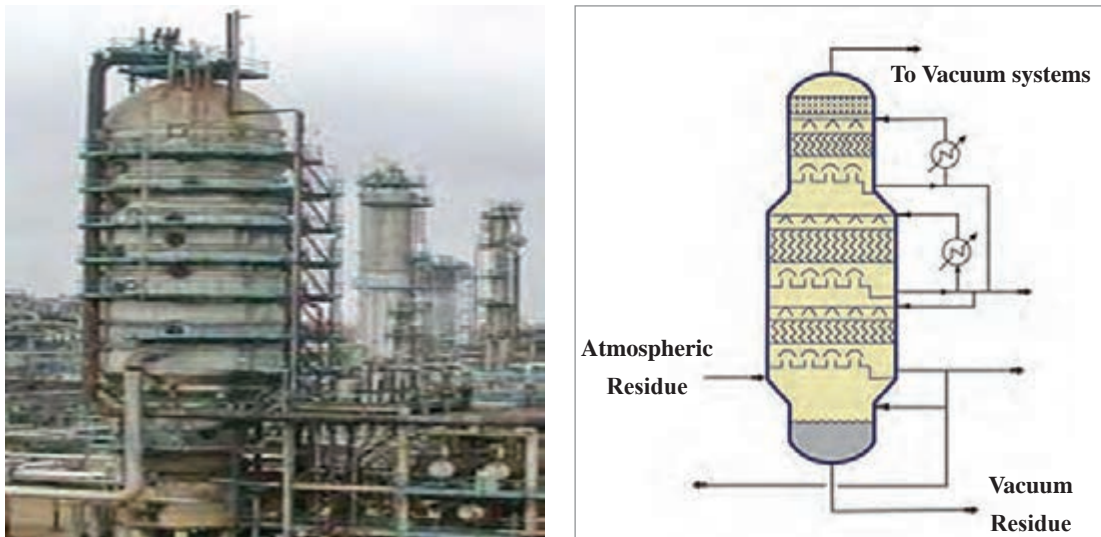 To Vacuum systems
Atmospheric
Residue
Vacuum
Residue